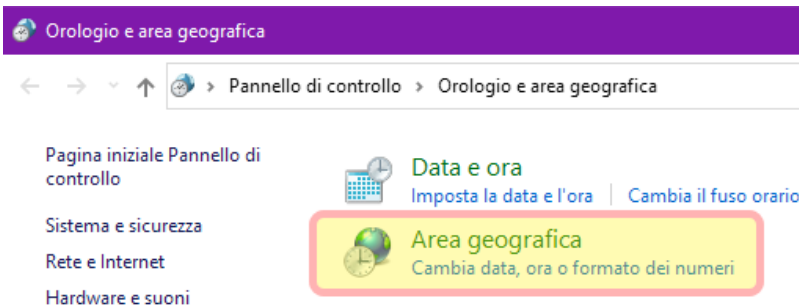 Orologio e area geografica
Pannello di controllo › Orologio e area geografica
Pagina iniziale Pannello di
controllo
Sistema e sicurezza
Rete e Internet
Hardware e suoni
Data e ora
Imposta la data e l'ora | Cambia il fuso orario
Area geografica
Cambia data, ora o formato dei numeri